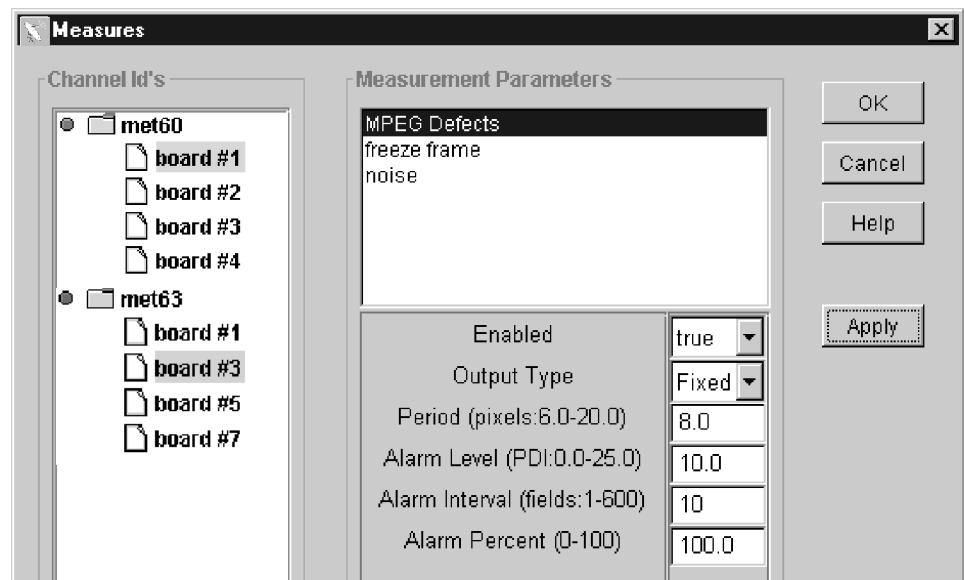 Measures
Channel Id's
met60
board #1
board #2
board #3
board #4
met63
board #1
board #3
board #5
board #7
Measurement Parameters
MPEG Defects
freeze frame
noise
Enabled true
Output Type Fixed
Period (pixels:6.0-20.0) 8.0
Alarm Level (PDI:0.0-25.0) 10.0
Alarm Interval (fields:1-600) 10
Alarm Percent (0-100) 100.0
OK
Cancel
Help
Apply